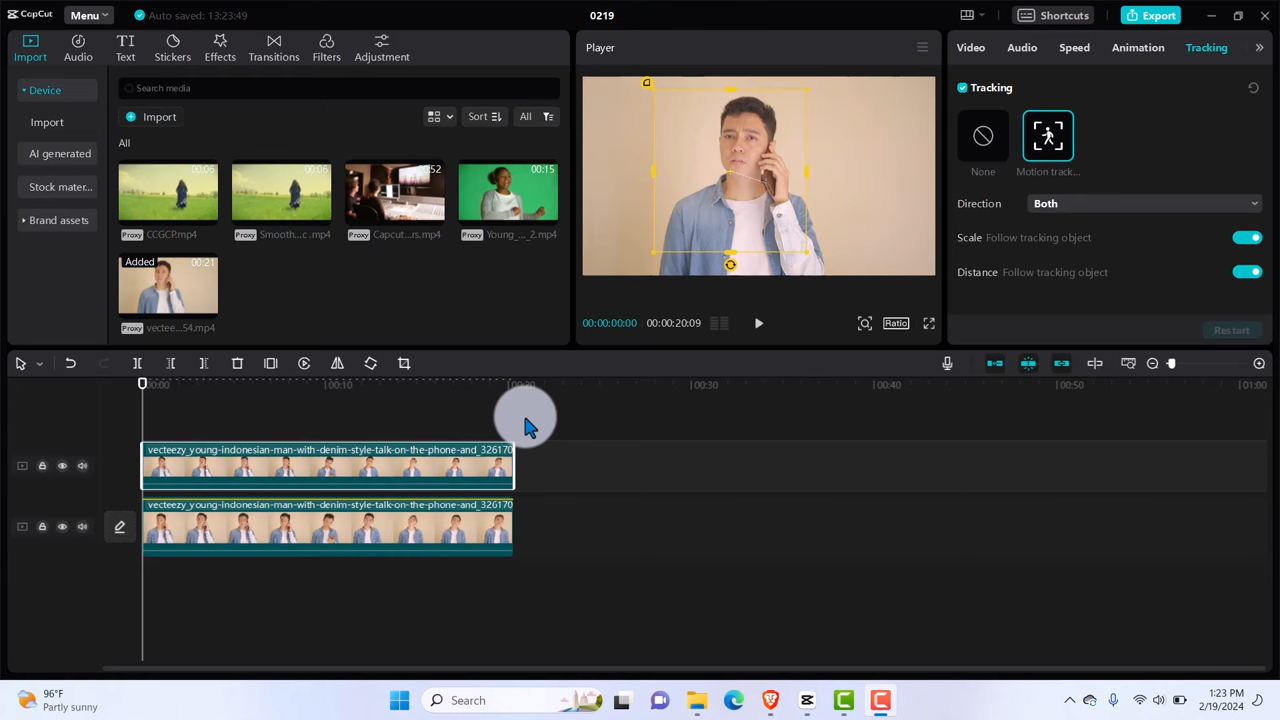 CapCut
Menu
Auto saved: 13:23:49
0219
Shortcuts
Export
Import
Audio
Text
Stickers
Effects
Transitions
Filters
Adjustment
Device
Import
AI generated
Stock mater...
Brand assets
Search media
Import
Sort
All
All
00:06
Proxy CCGCP.mp4
00:06
Proxy Smooth...c .mp4
00:52
Proxy Capcut...rs.mp4
00:15
Proxy Young_..._2.mp4
Added
00:21
Proxy vectee...54.mp4
Player
00:00:00:00
00:00:20:09
Ratio
Video
Audio
Speed
Animation
Tracking
Tracking
None
Motion track...
Direction
Both
Scale Follow tracking object
Distance Follow tracking object
Restart
00:00
00:10
00:20
00:30
00:40
00:50
01:00
vecteezy_young-indonesian-man-with-denim-style-talk-on-the-phone-and_326170
vecteezy_young-indonesian-man-with-denim-style-talk-on-the-phone-and_326170
96°F
Partly sunny
Search
1:23 PM
2/19/2024